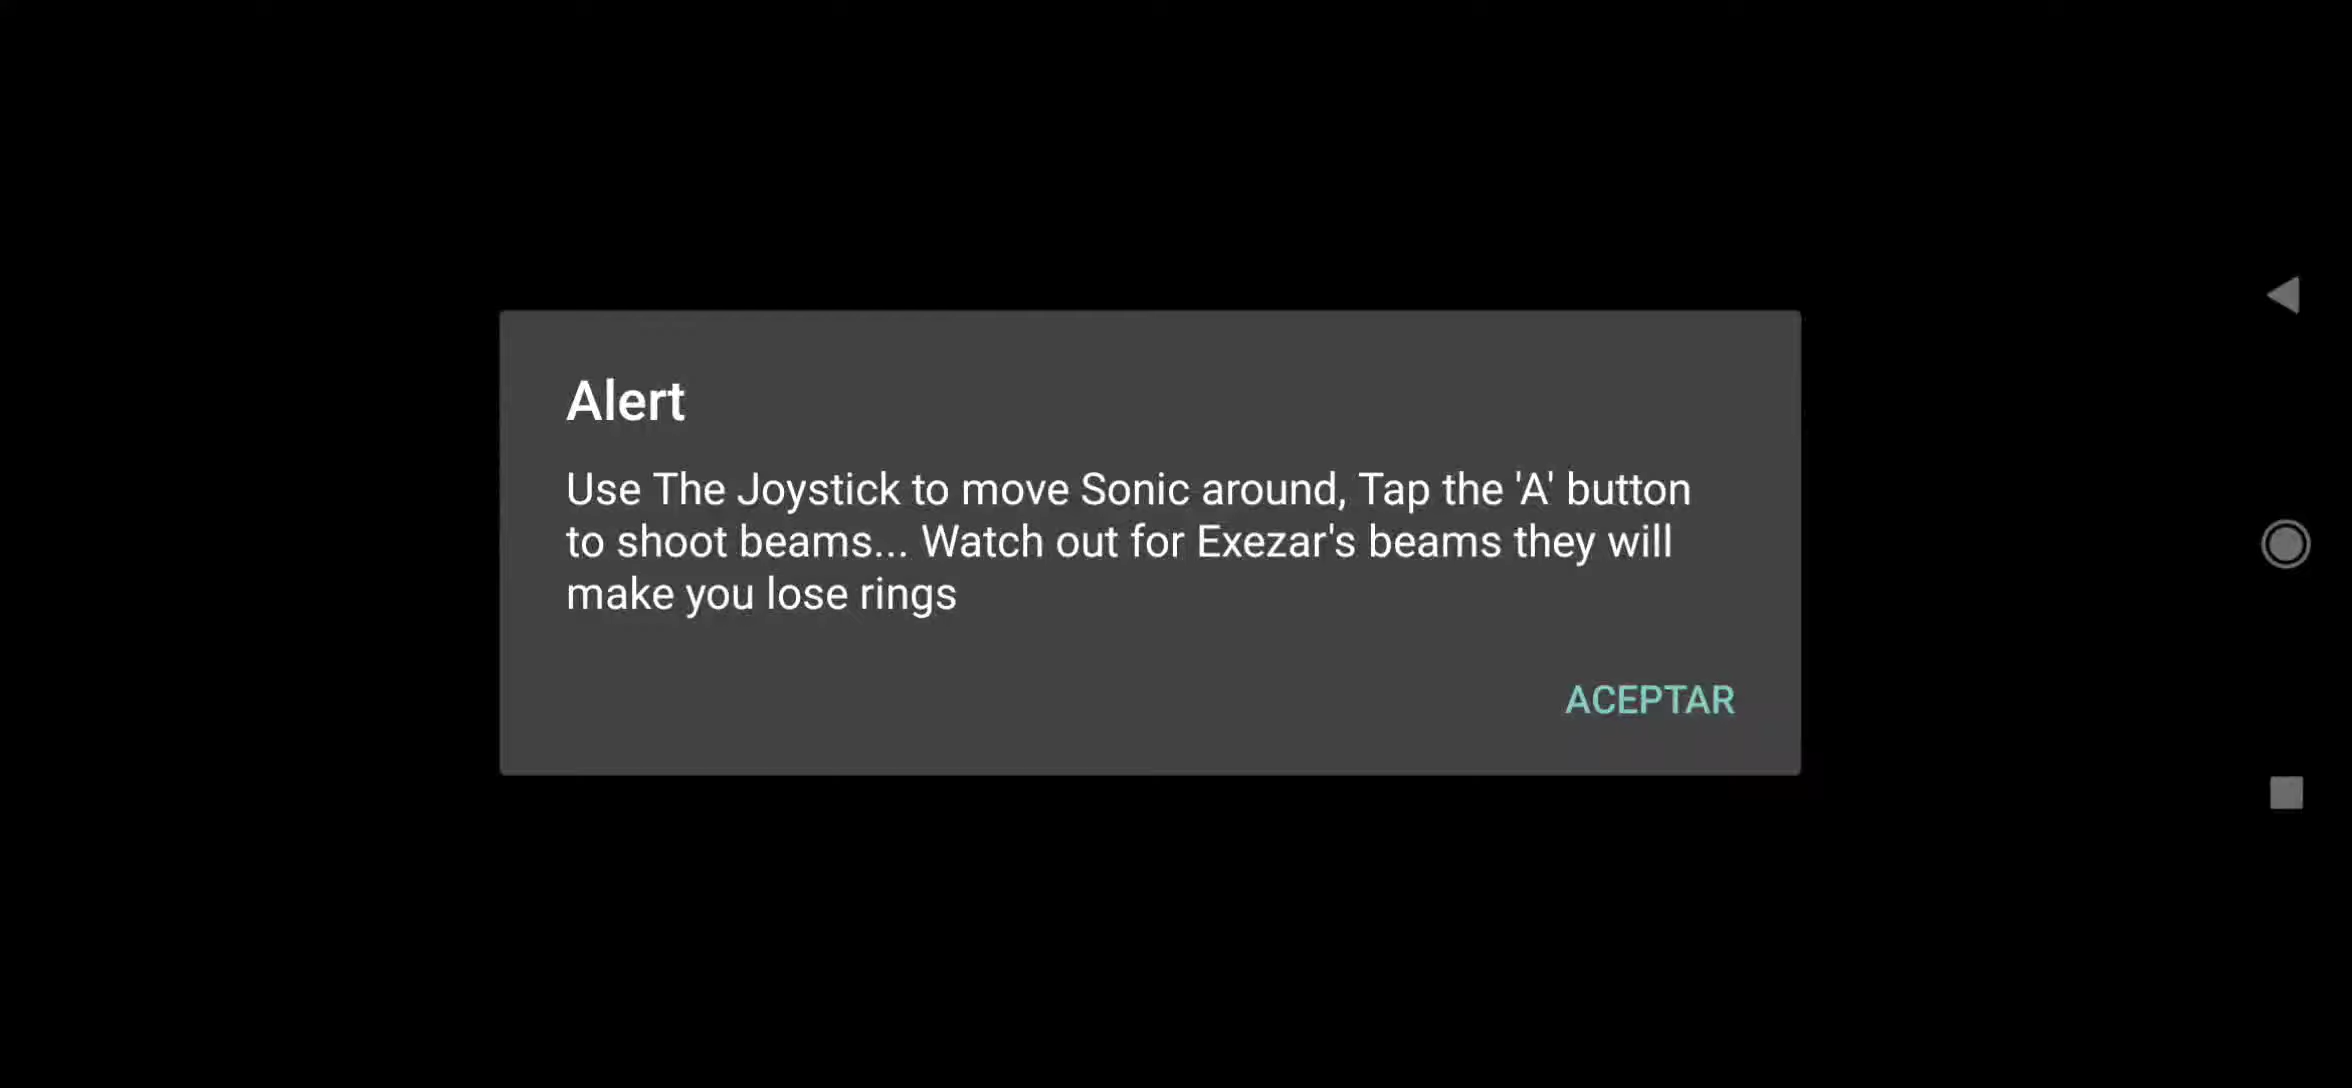 Alert
Use The Joystick to move Sonic around, Tap the 'A' button
to shoot beams... Watch out for Exezar's beams they will
make you lose rings
ACEPTAR